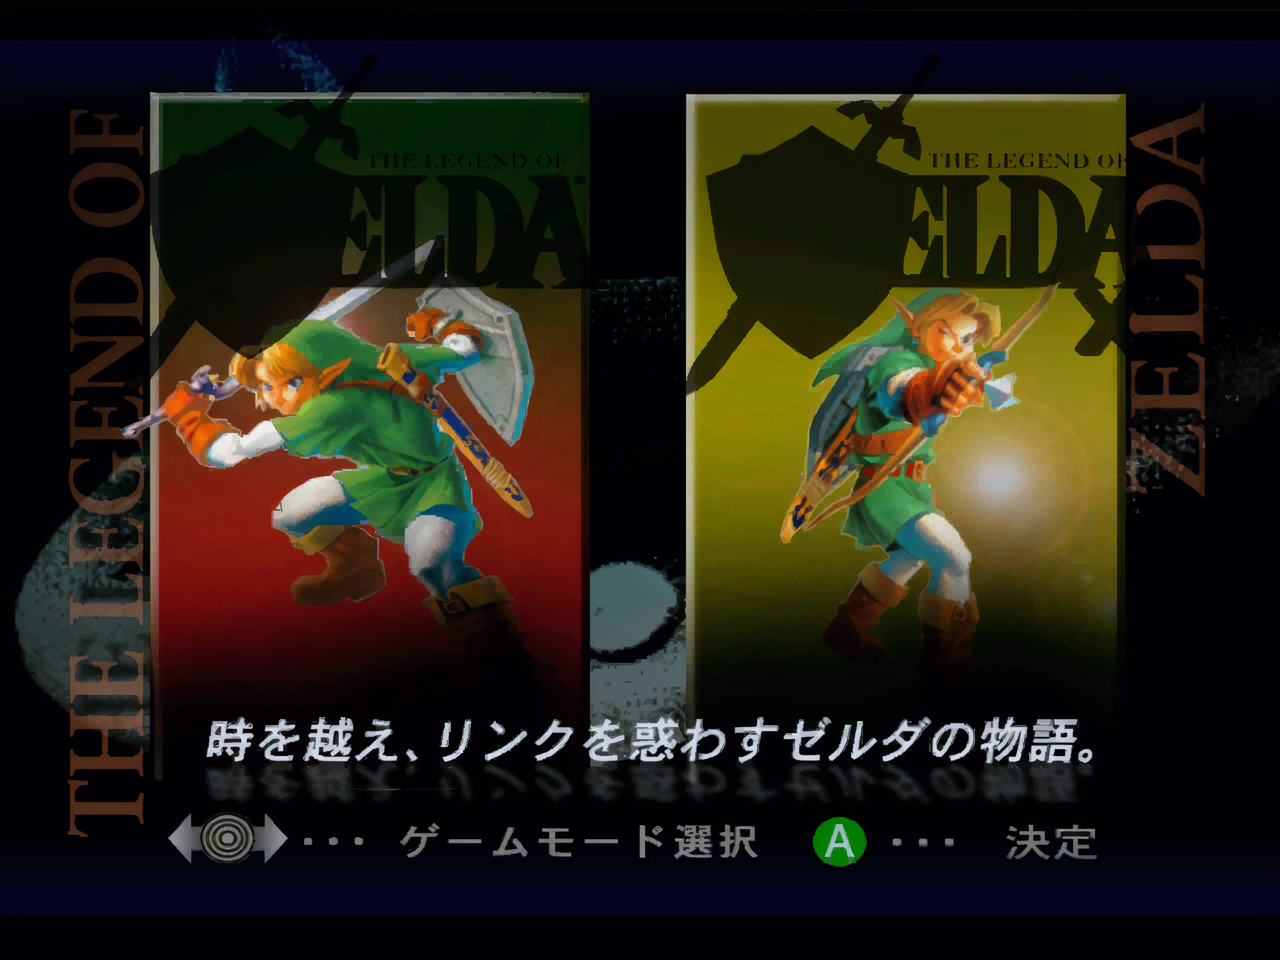 THE LEGEND OF
ZELDA
THE LEGEND OF
ELDA
THE LEGEND OF
ELDA
時を越え、リンクを惑わすゼルダの物語。
・・・ ゲームモード選択
A ・・・ 決定